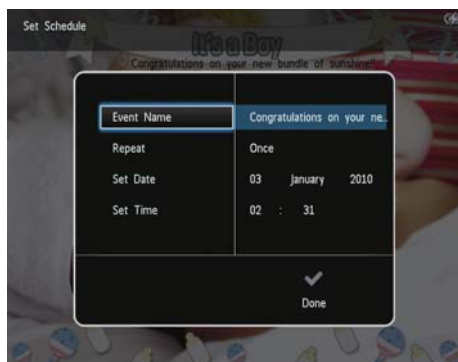 Set Schedule
It's a Boy
Congratulations on your new bundle of sunshine!
Event Name Congratulations on your ne..
Repeat Once
Set Date 03 January 2010
Set Time 02 : 31
Done